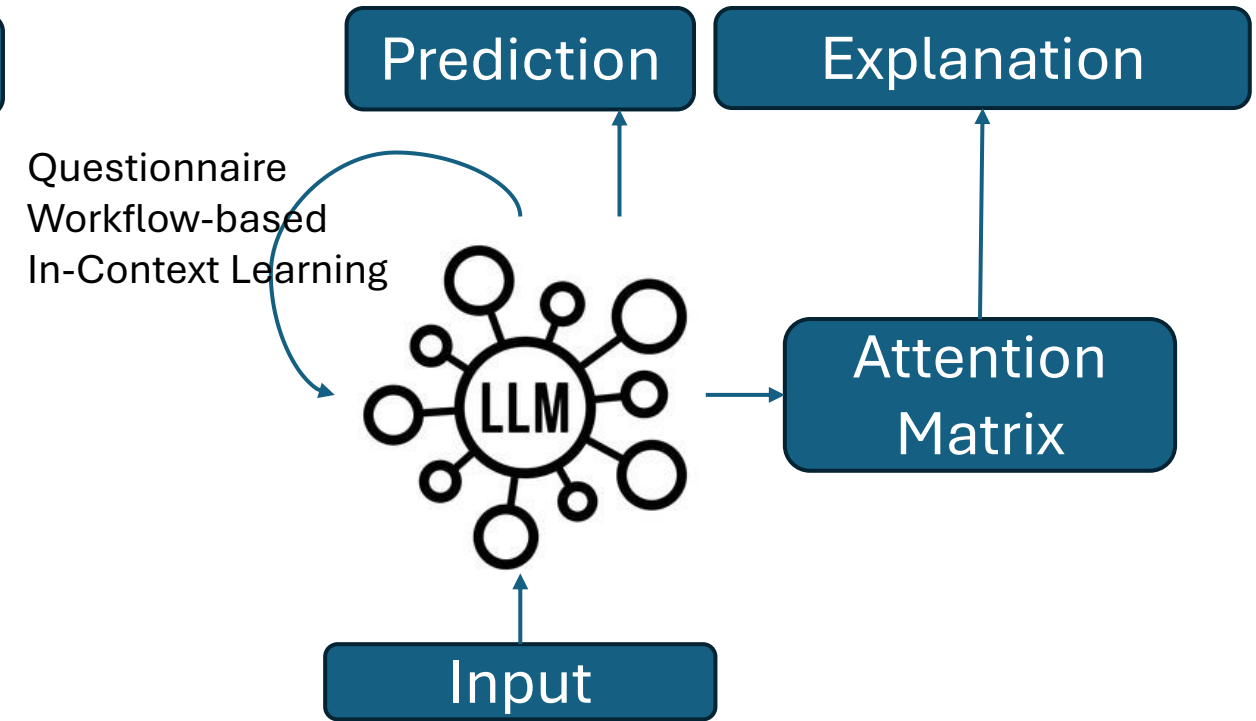 Prediction
Explanation
Questionnaire
Workflow-based
In-Context Learning
LLM
Attention
Matrix
Input